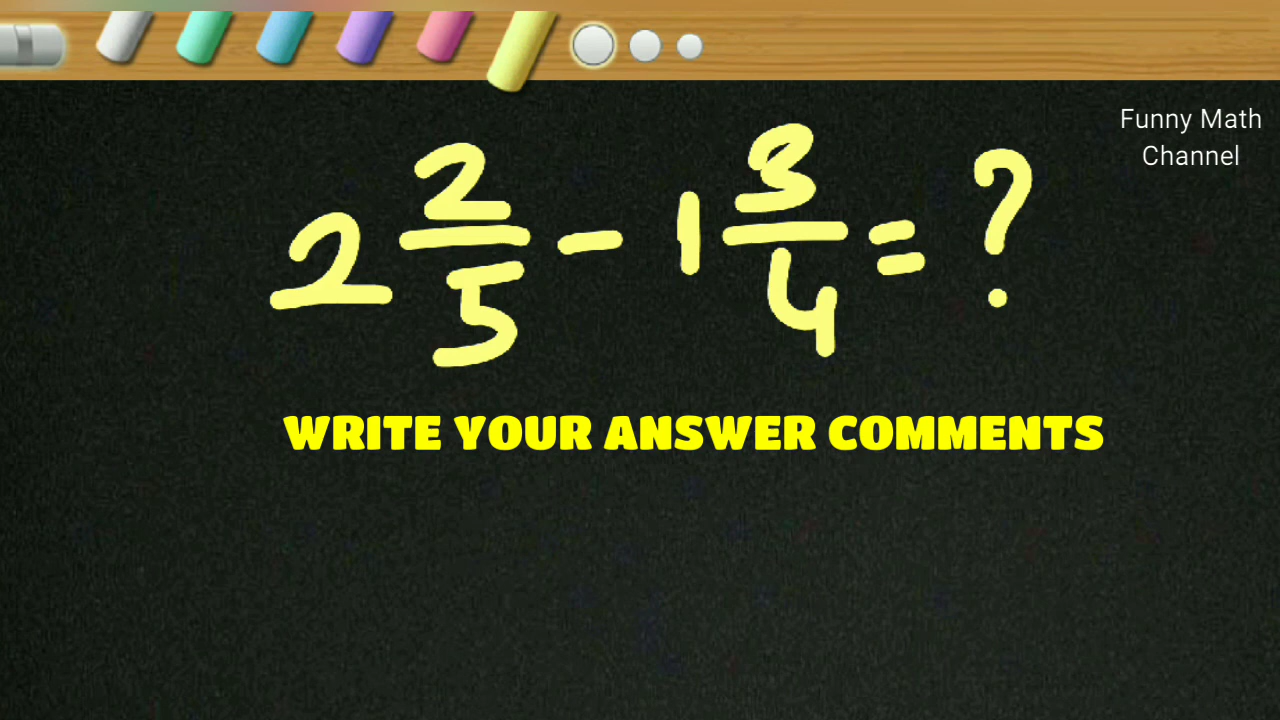 2 2/5 - 1 3/4 = ?
Funny Math
Channel
WRITE YOUR ANSWER COMMENTS